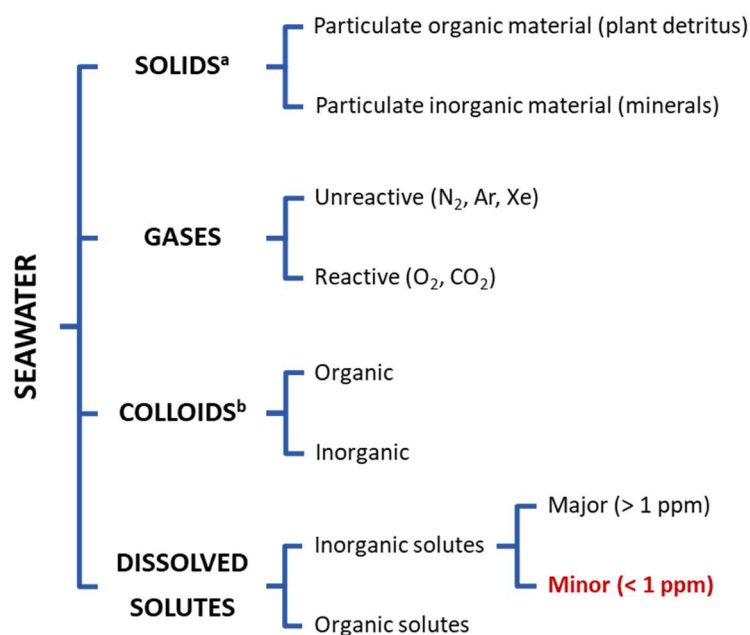 SEAWATER
SOLIDSᵃ
Particulate organic material (plant detritus)
Particulate inorganic material (minerals)
GASES
Unreactive (N₂, Ar, Xe)
Reactive (O₂, CO₂)
COLLOIDSᵇ
Organic
Inorganic
DISSOLVED
SOLUTES
Inorganic solutes
Major (> 1 ppm)
Minor (< 1 ppm)
Organic solutes